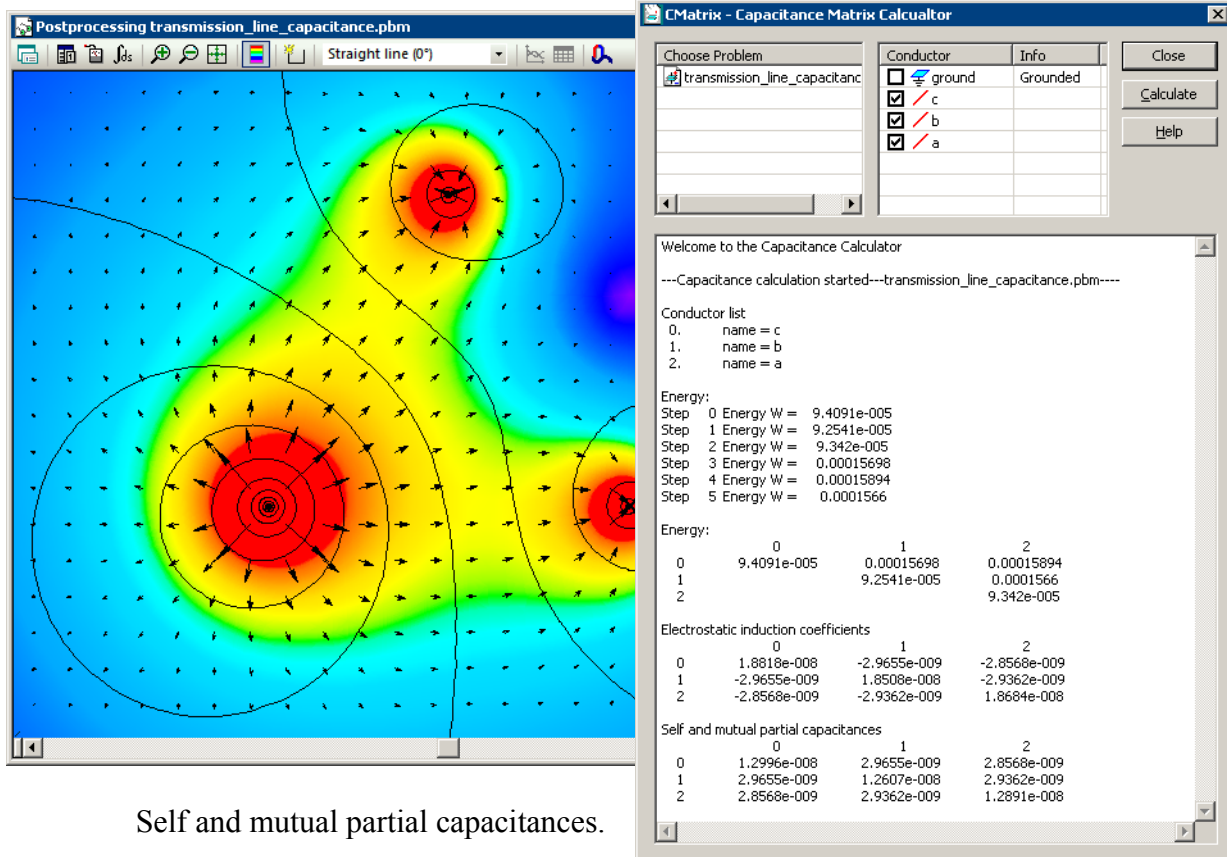 Postprocessing transmission_line_capacitance.pbm
Straight line (0°)
CMatrix - Capacitance Matrix Calcualtor
Choose Problem
transmission_line_capacitanc
Conductor Info
ground Grounded
c
b
a
Close
Calculate
Help
Welcome to the Capacitance Calculator
---Capacitance calculation started---transmission_line_capacitance.pbm----
Conductor list
0. name = c
1. name = b
2. name = a
Energy:
Step 0 Energy W = 9.4091e-005
Step 1 Energy W = 9.2541e-005
Step 2 Energy W = 9.342e-005
Step 3 Energy W = 0.00015698
Step 4 Energy W = 0.00015894
Step 5 Energy W = 0.0001566
Energy:
0 1 2
0 9.4091e-005 0.00015698 0.00015894
1 9.2541e-005 0.0001566
2 9.342e-005
Electrostatic induction coefficients
0 1 2
0 1.8818e-008 -2.9655e-009 -2.8568e-009
1 -2.9655e-009 1.8508e-008 -2.9362e-009
2 -2.8568e-009 -2.9362e-009 1.8684e-008
Self and mutual partial capacitances
0 1 2
0 1.2996e-008 2.9655e-009 2.8568e-009
1 2.9655e-009 1.2607e-008 2.9362e-009
2 2.8568e-009 2.9362e-009 1.2891e-008
Self and mutual partial capacitances.